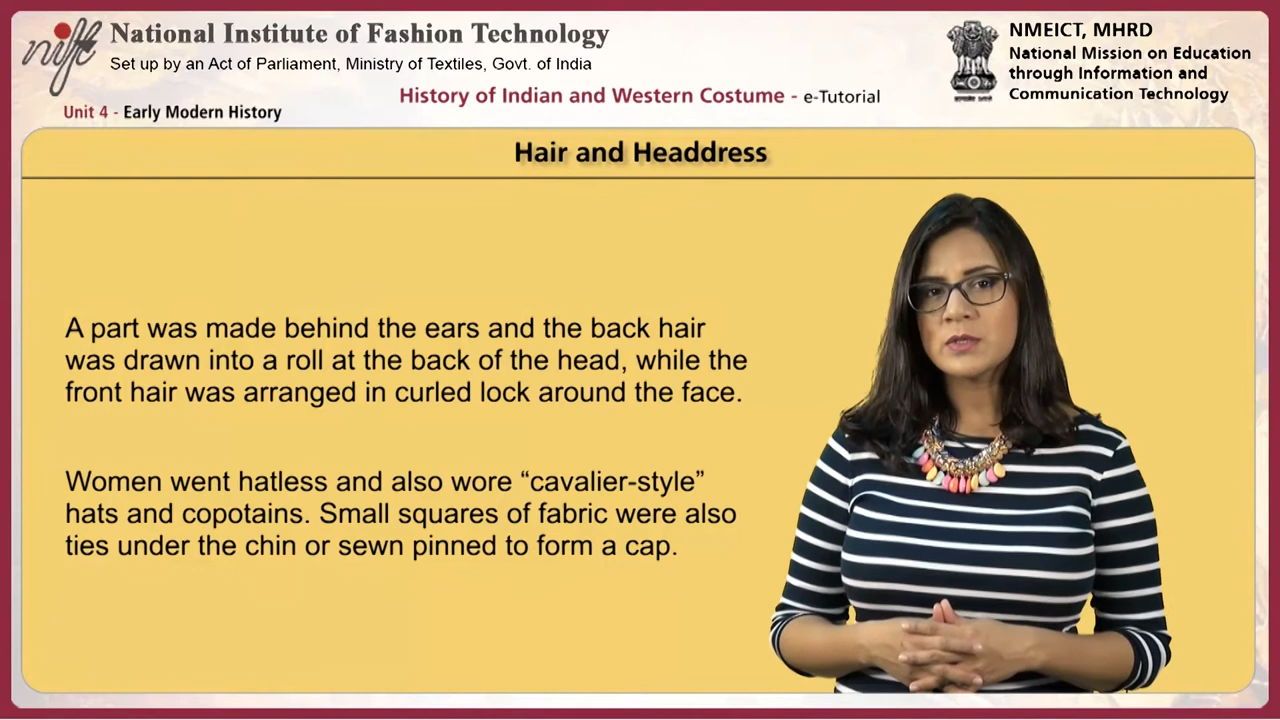 nift
National Institute of Fashion Technology
Set up by an Act of Parliament, Ministry of Textiles, Govt. of India
History of Indian and Western Costume - e-Tutorial
Unit 4 - Early Modern History
NMEICT, MHRD
National Mission on Education
through Information and
Communication Technology
Hair and Headdress
A part was made behind the ears and the back hair
was drawn into a roll at the back of the head, while the
front hair was arranged in curled lock around the face.
Women went hatless and also wore “cavalier-style”
hats and copotains. Small squares of fabric were also
ties under the chin or sewn pinned to form a cap.